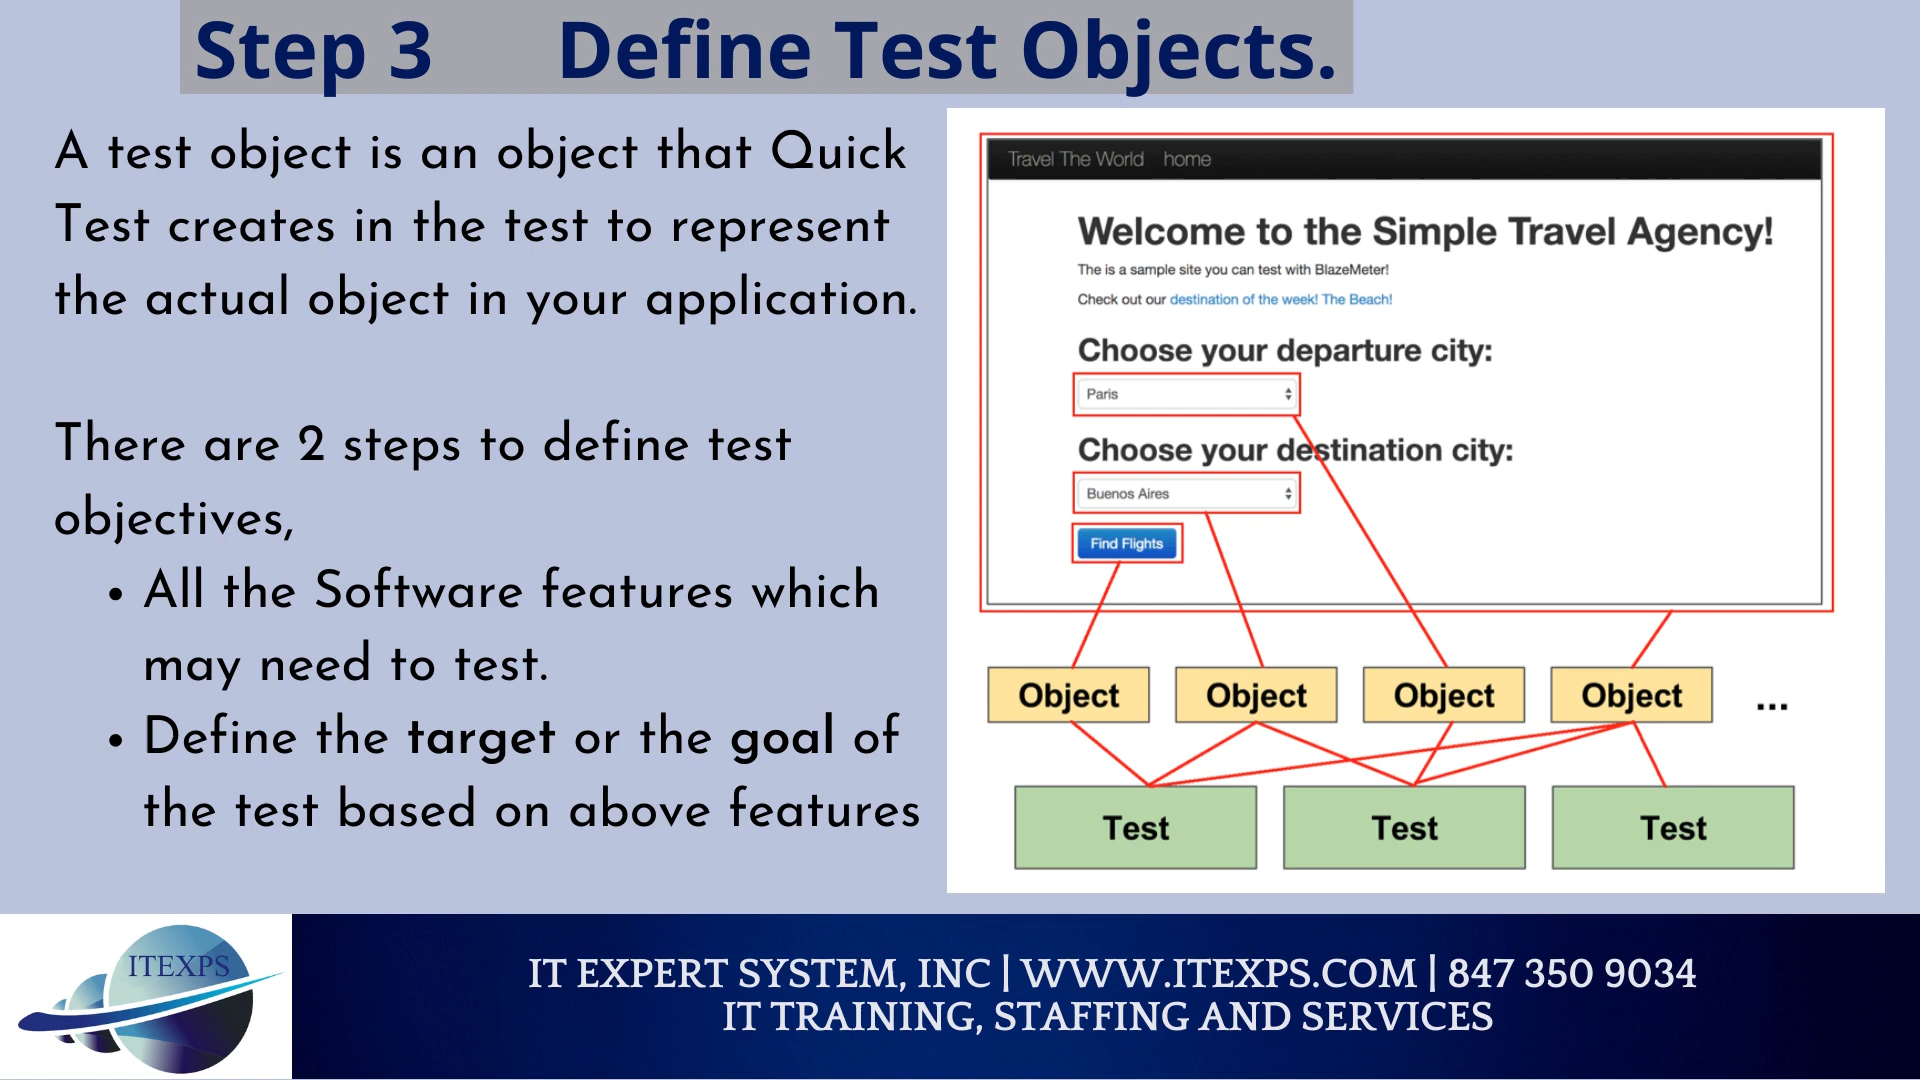 Step 3 Define Test Objects.
A test object is an object that Quick
Test creates in the test to represent
the actual object in your application.
There are 2 steps to define test
objectives,
• All the Software features which
may need to test.
• Define the target or the goal of
the test based on above features
Travel The World home
Welcome to the Simple Travel Agency!
The is a sample site you can test with BlazeMeter!
Check out our destination of the week! The Beach!
Choose your departure city:
Paris
Choose your destination city:
Buenos Aires
Find Flights
Object Object Object Object ...
Test Test Test
ITEXPS
IT EXPERT SYSTEM, INC | WWW.ITEXPS.COM | 847 350 9034
IT TRAINING, STAFFING AND SERVICES